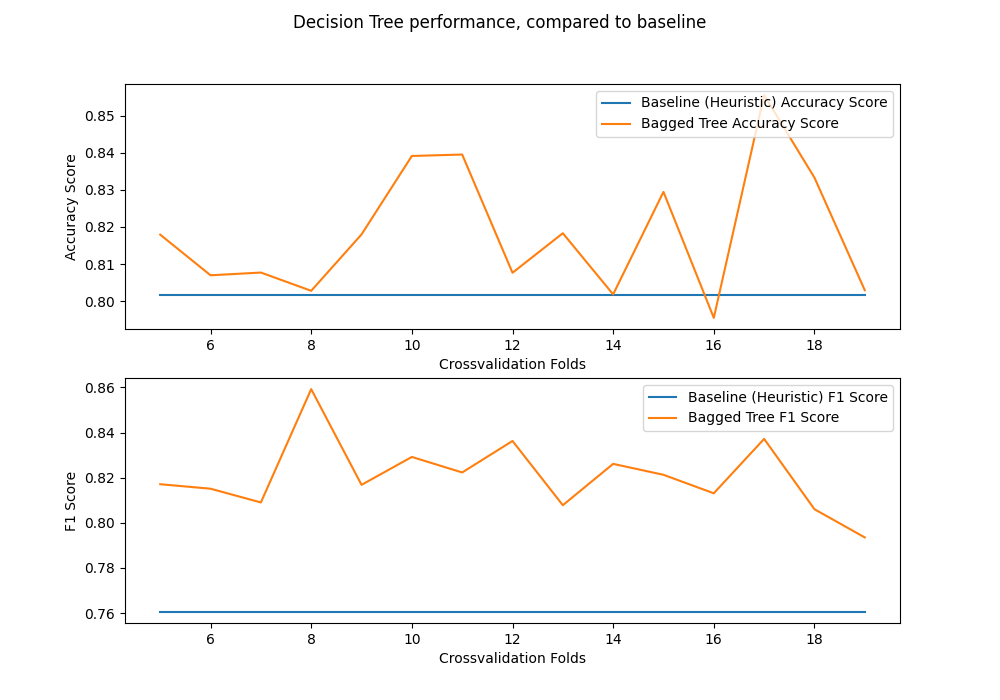 Decision Tree performance, compared to baseline
Baseline (Heuristic) Accuracy Score
Bagged Tree Accuracy Score
0.85
0.84
0.83
0.82
0.81
0.80
Accuracy Score
6 8 10 12 14 16 18
Crossvalidation Folds
Baseline (Heuristic) F1 Score
Bagged Tree F1 Score
0.86
0.84
0.82
0.80
0.78
0.76
F1 Score
6 8 10 12 14 16 18
Crossvalidation Folds